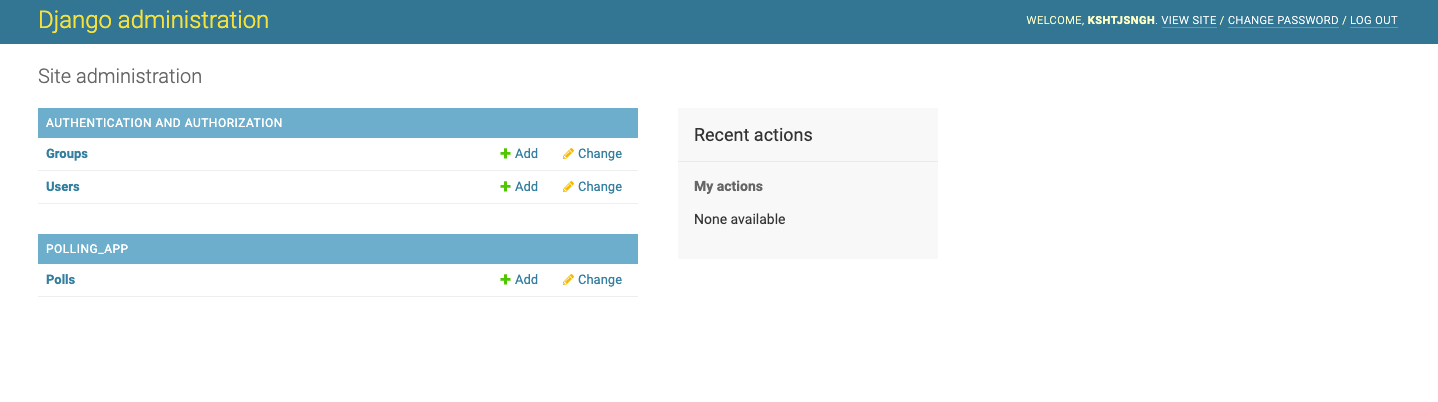 Django administration
WELCOME, KSHTJSNGH. VIEW SITE / CHANGE PASSWORD / LOG OUT
Site administration
AUTHENTICATION AND AUTHORIZATION
Groups Add Change
Users Add Change
POLLING_APP
Polls Add Change
Recent actions
My actions
None available